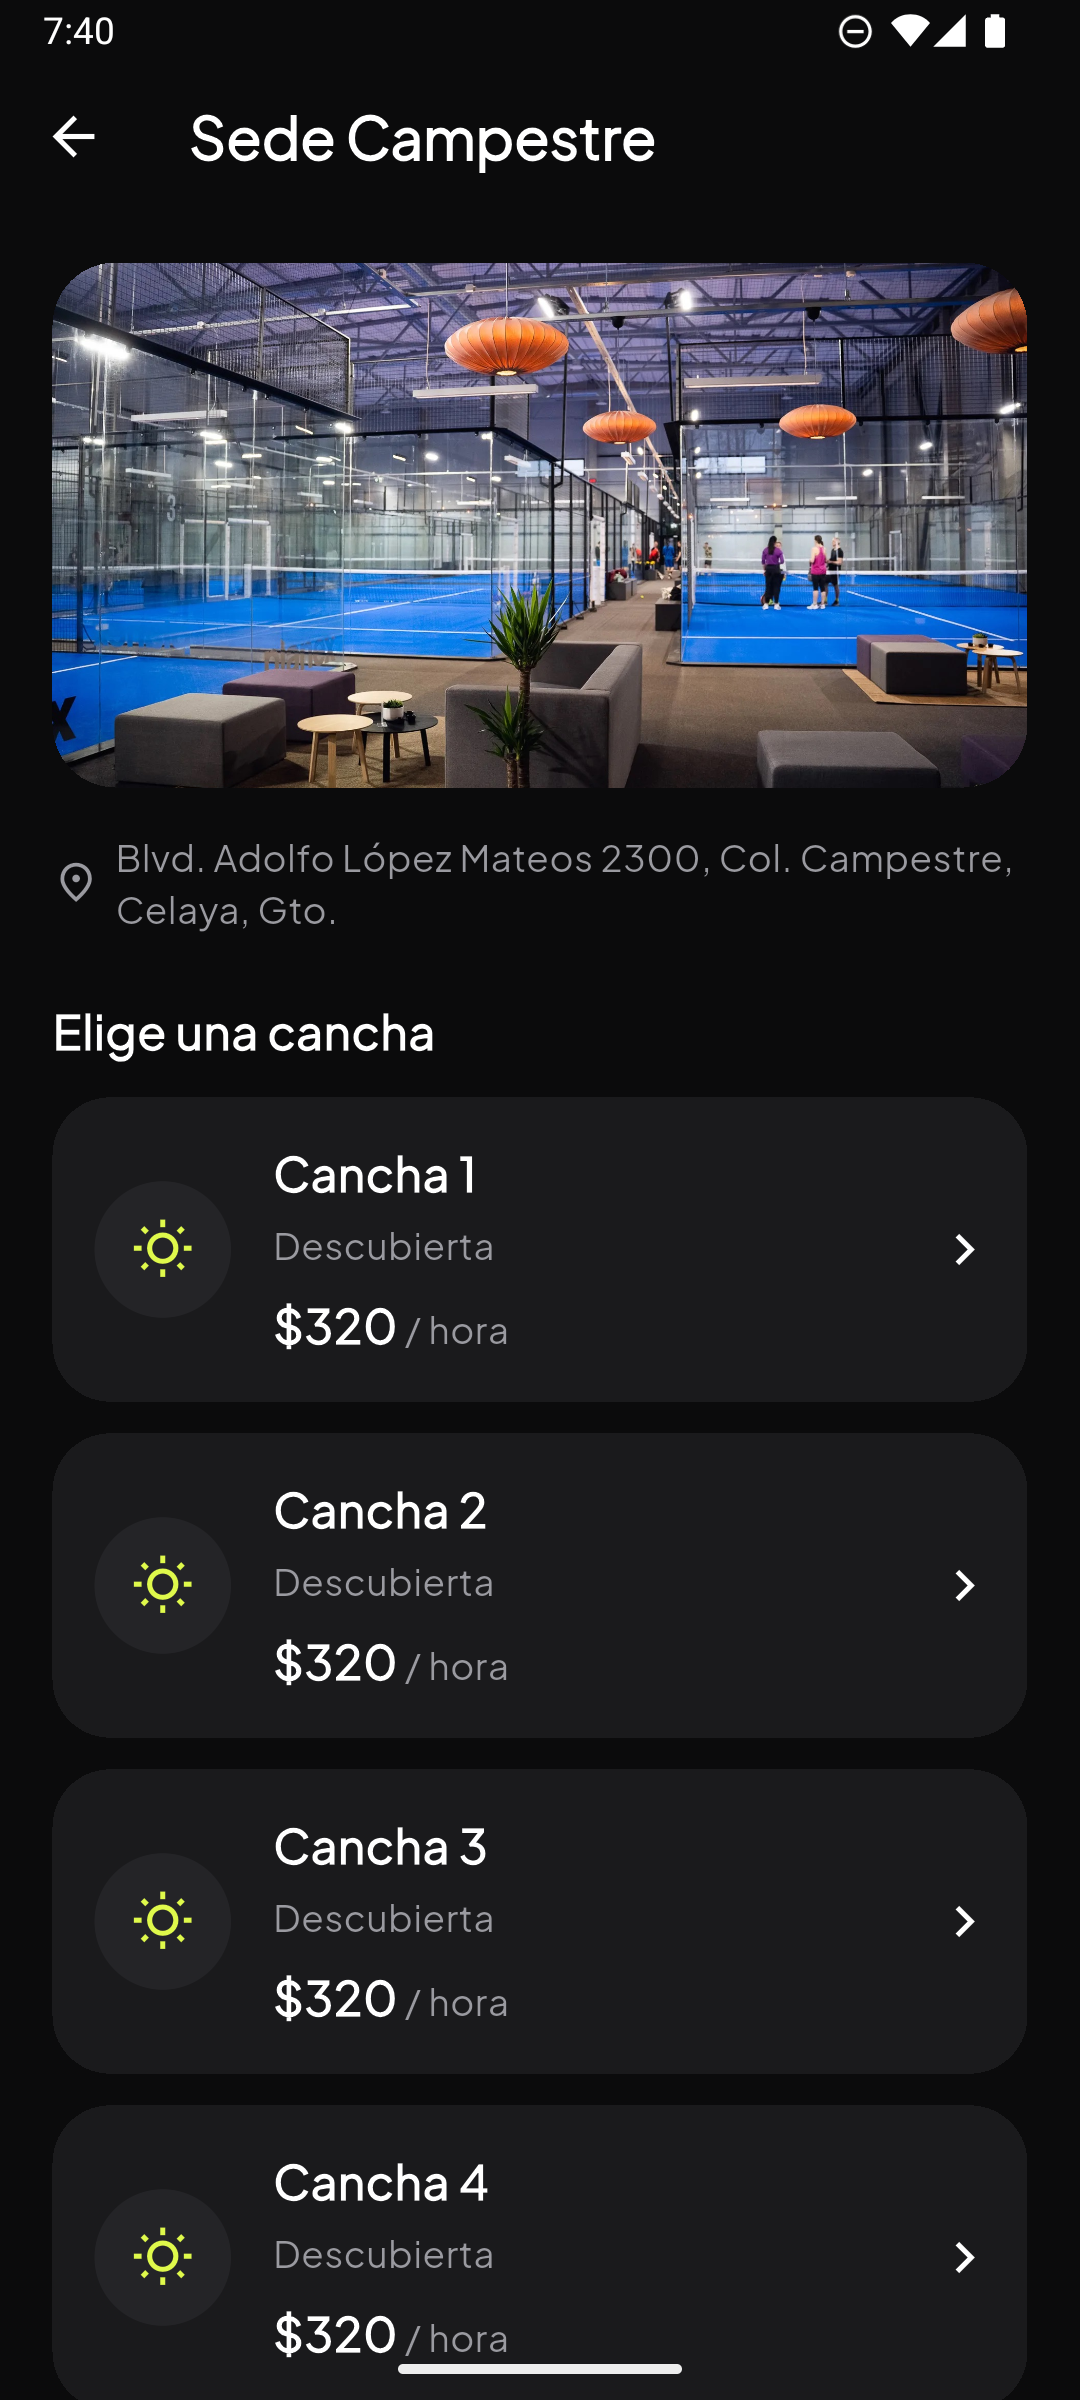 7:40
Sede Campestre
3
X
Blvd. Adolfo López Mateos 2300, Col. Campestre,
Celaya, Gto.
Elige una cancha
Cancha 1
Descubierta
$320 / hora
Cancha 2
Descubierta
$320 / hora
Cancha 3
Descubierta
$320 / hora
Cancha 4
Descubierta
$320 / hora